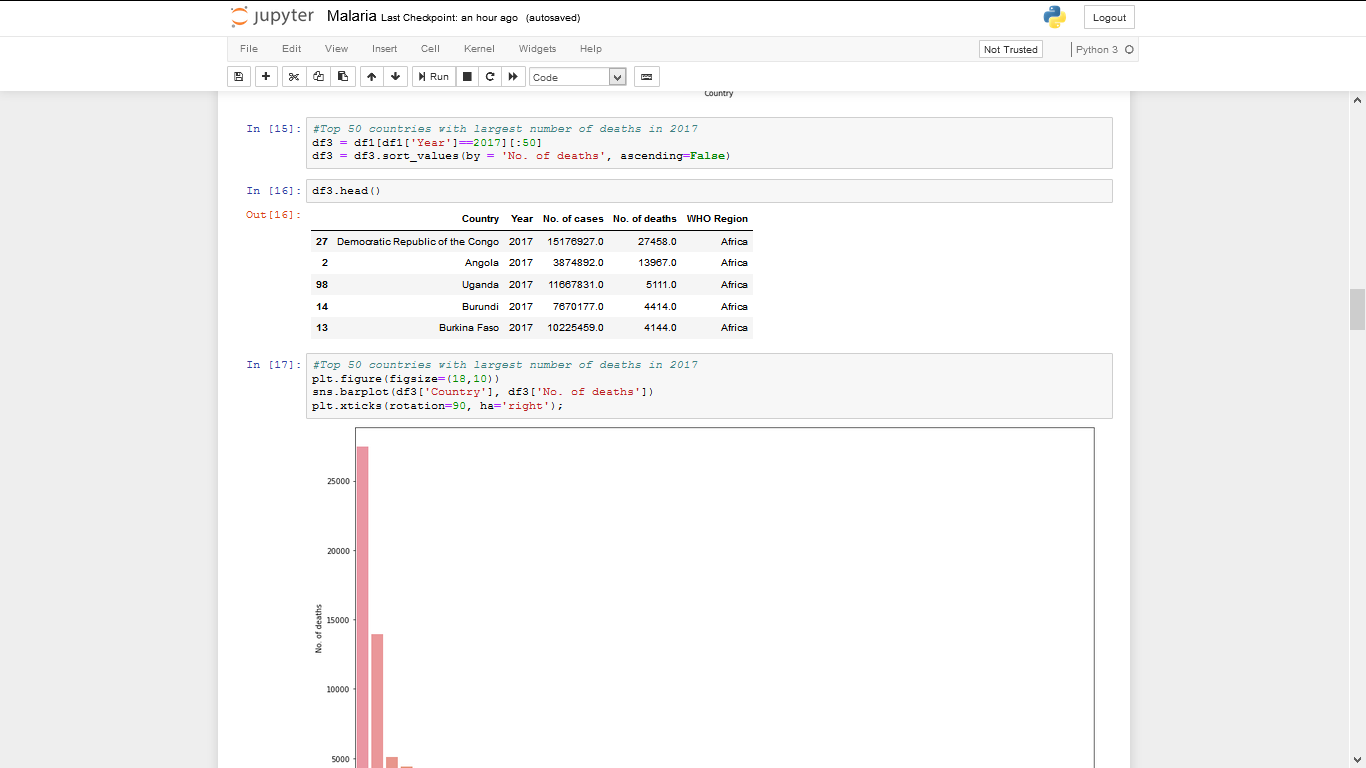 jupyter Malaria Last Checkpoint: an hour ago (autosaved) Logout
File Edit View Insert Cell Kernel Widgets Help Not Trusted Python 3
Run Code
Country
In [15]: #Top 50 countries with largest number of deaths in 2017
df3 = df1[df1['Year']==2017][:50]
df3 = df3.sort_values(by = 'No. of deaths', ascending=False)
In [16]: df3.head()
Out[16]:
Country Year No. of cases No. of deaths WHO Region
27 Democratic Republic of the Congo 2017 15176927.0 27458.0 Africa
2 Angola 2017 3874892.0 13967.0 Africa
98 Uganda 2017 11667831.0 5111.0 Africa
14 Burundi 2017 7670177.0 4414.0 Africa
13 Burkina Faso 2017 10225459.0 4144.0 Africa
In [17]: #Top 50 countries with largest number of deaths in 2017
plt.figure(figsize=(18,10))
sns.barplot(df3['Country'], df3['No. of deaths'])
plt.xticks(rotation=90, ha='right');
25000
20000
15000
No. of deaths
10000
5000